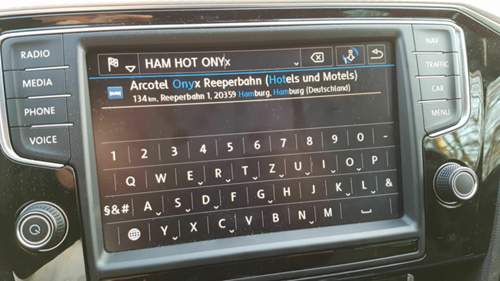 RADIO
MEDIA
PHONE
VOICE
HAM HOT ONYx
Arcotel Onyx Reeperbahn (Hotels und Motels)
134 km, Reeperbahn 1, 20359 Hamburg, Hamburg (Deutschland)
1 2 3 4 5 6 7 8 9 0 -
Q W E R T Z U I O P
§&# A S D F G H J K L &
Y X C V B N M
NAV
TRAFFIC
CAR
MENU